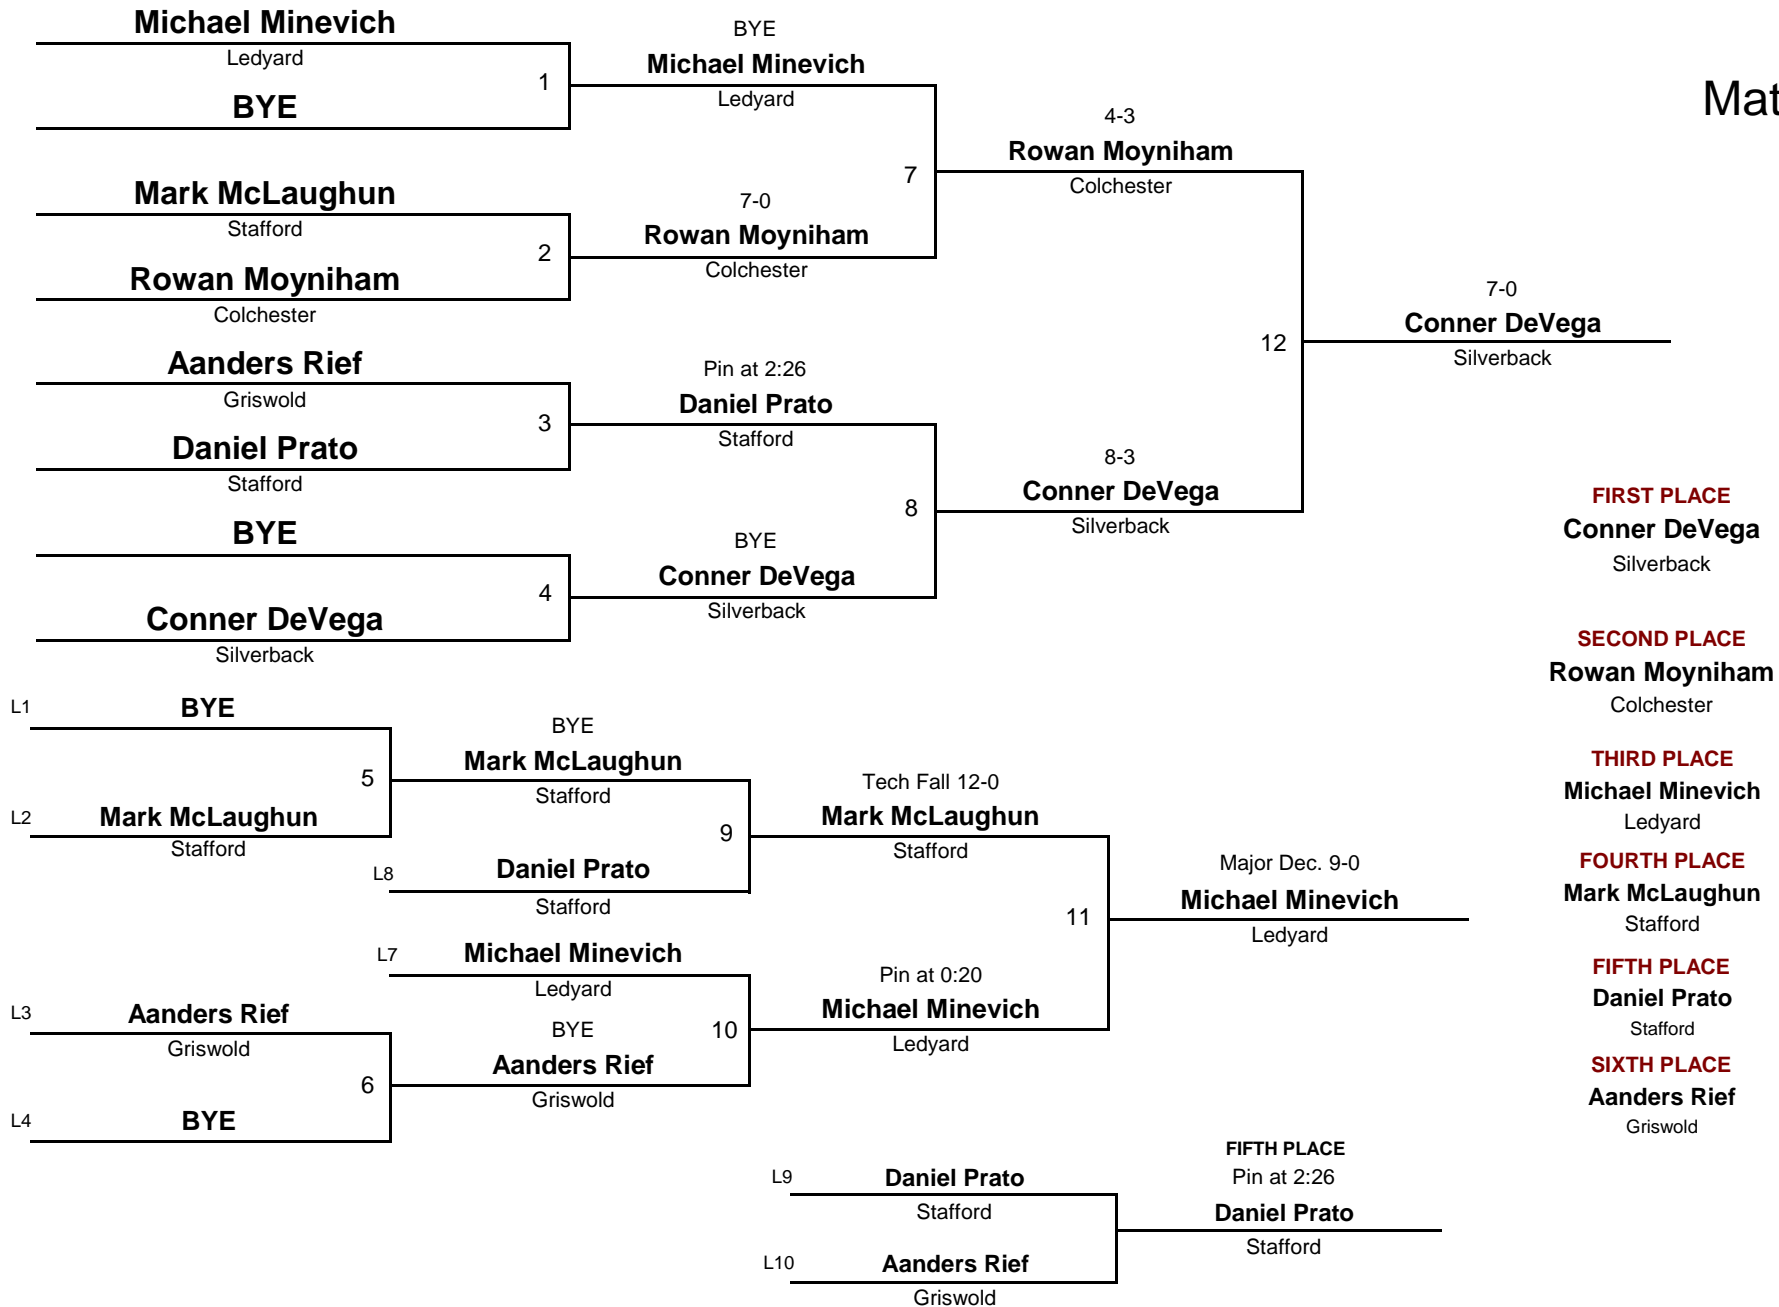 Michael Minevich
Ledyard
1
BYE
Mark McLaughun
Stafford
2
Rowan Moyniham
Colchester
Aanders Rief
Griswold
3
Daniel Prato
Stafford
BYE
4
Conner DeVega
Silverback
BYE
Michael Minevich
Ledyard
7
7-0
Rowan Moyniham
Colchester
Pin at 2:26
Daniel Prato
Stafford
8
BYE
Conner DeVega
Silverback
4-3
Rowan Moyniham
Colchester
12
8-3
Conner DeVega
Silverback
7-0
Conner DeVega
Silverback
Mat
L1 BYE
5
L2 Mark McLaughun
Stafford
BYE
Mark McLaughun
Stafford
9
L8 Daniel Prato
Stafford
L7 Michael Minevich
Ledyard
L3 Aanders Rief
Griswold
6
L4 BYE
BYE
10
Aanders Rief
Griswold
Tech Fall 12-0
Mark McLaughun
Stafford
11
Pin at 0:20
Michael Minevich
Ledyard
Major Dec. 9-0
Michael Minevich
Ledyard
L9 Daniel Prato
Stafford
L10 Aanders Rief
Griswold
FIFTH PLACE
Pin at 2:26
Daniel Prato
Stafford
FIRST PLACE
Conner DeVega
Silverback
SECOND PLACE
Rowan Moyniham
Colchester
THIRD PLACE
Michael Minevich
Ledyard
FOURTH PLACE
Mark McLaughun
Stafford
FIFTH PLACE
Daniel Prato
Stafford
SIXTH PLACE
Aanders Rief
Griswold